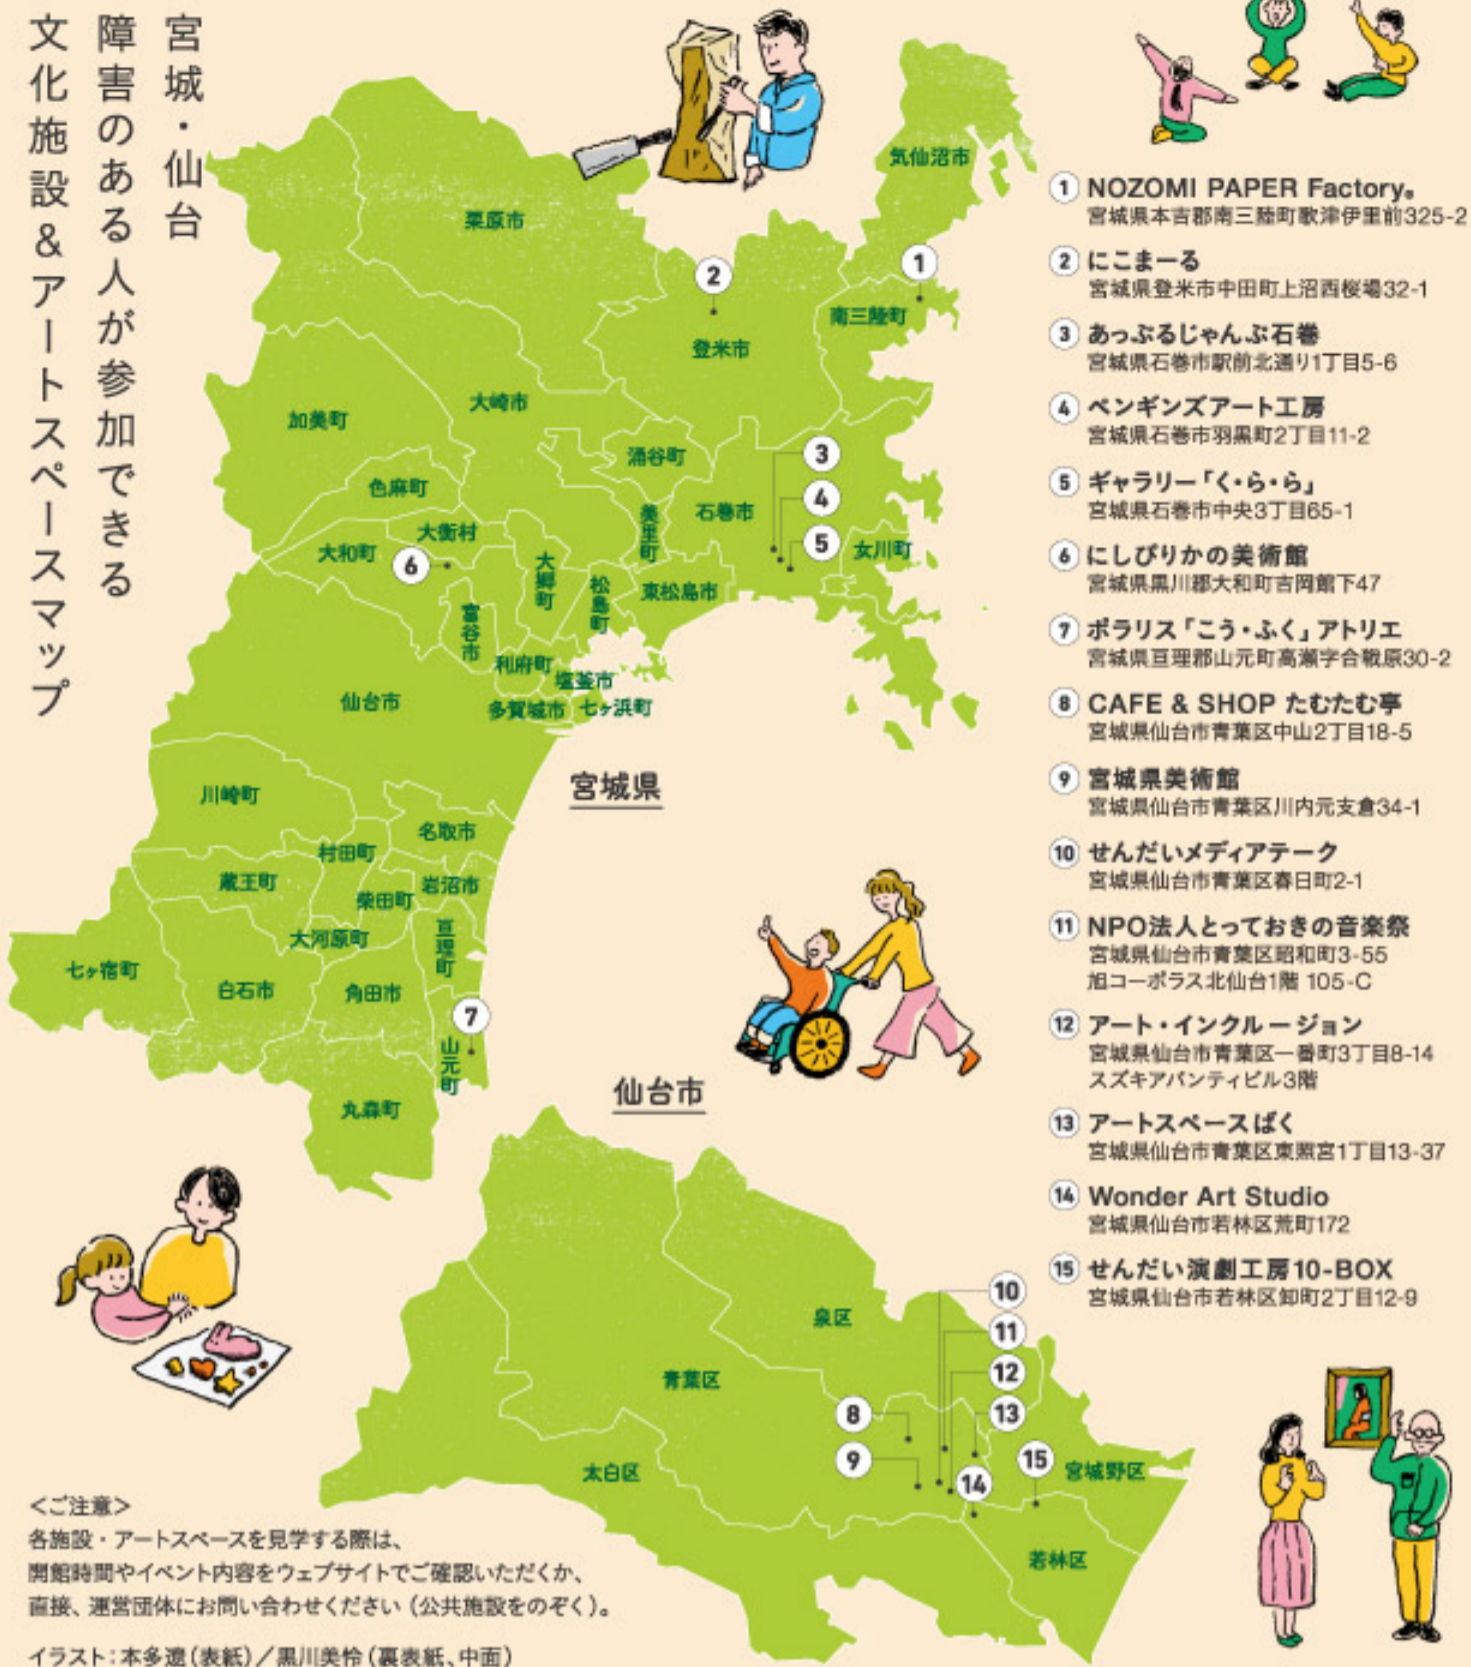 宮城・仙台
障害のある人が参加できる
文化施設&アートスペースマップ
気仙沼市
栗原市
2
1
南三陸町
登米市
大崎市
加美町
涌谷町
3
色麻町
4
石巻市
美里町
大衡村
5
女川町
大和町
6
大郷町
松島町
東松島市
富谷市
利府町
塩釜市
仙台市
多賀城市
七ヶ浜町
宮城県
川崎町
名取市
村田町
蔵王町
岩沼市
柴田町
大河原町
亘理町
七ヶ宿町
白石市
角田市
7
山元町
丸森町
仙台市
10
泉区
11
青葉区
12
8
13
9
15
宮城野区
太白区
14
若林区
1 NOZOMI PAPER Factory®
宮城県本吉郡南三陸町歌津伊里前325-2
2 にこまーる
宮城県登米市中田町上沼西桜場32-1
3 あっぷるじゃんぷ石巻
宮城県石巻市駅前北通り1丁目5-6
4 ペンギンズアート工房
宮城県石巻市羽黒町2丁目11-2
5 ギャラリー「く・ら・ら」
宮城県石巻市中央3丁目65-1
6 にしぴりかの美術館
宮城県黒川郡大和町吉岡館下47
7 ポラリス「こう・ふく」アトリエ
宮城県亘理郡山元町高瀬字合戦原30-2
8 CAFE & SHOP たむたむ亭
宮城県仙台市青葉区中山2丁目18-5
9 宮城県美術館
宮城県仙台市青葉区川内元支倉34-1
10 せんだいメディアテーク
宮城県仙台市青葉区春日町2-1
11 NPO法人とっておきの音楽祭
宮城県仙台市青葉区昭和町3-55
旭コーポラス北仙台1階 105-C
12 アート・インクルージョン
宮城県仙台市青葉区一番町3丁目8-14
スズキアバンティビル3階
13 アートスペースばく
宮城県仙台市青葉区東照宮1丁目13-37
14 Wonder Art Studio
宮城県仙台市若林区荒町172
15 せんだい演劇工房10-BOX
宮城県仙台市若林区卸町2丁目12-9
＜ご注意＞
各施設・アートスペースを見学する際は、
開館時間やイベント内容をウェブサイトでご確認いただくか、
直接、運営団体にお問い合わせください（公共施設をのぞく）。
イラスト：本多遼（表紙）／黒川美怜（裏表紙、中面）